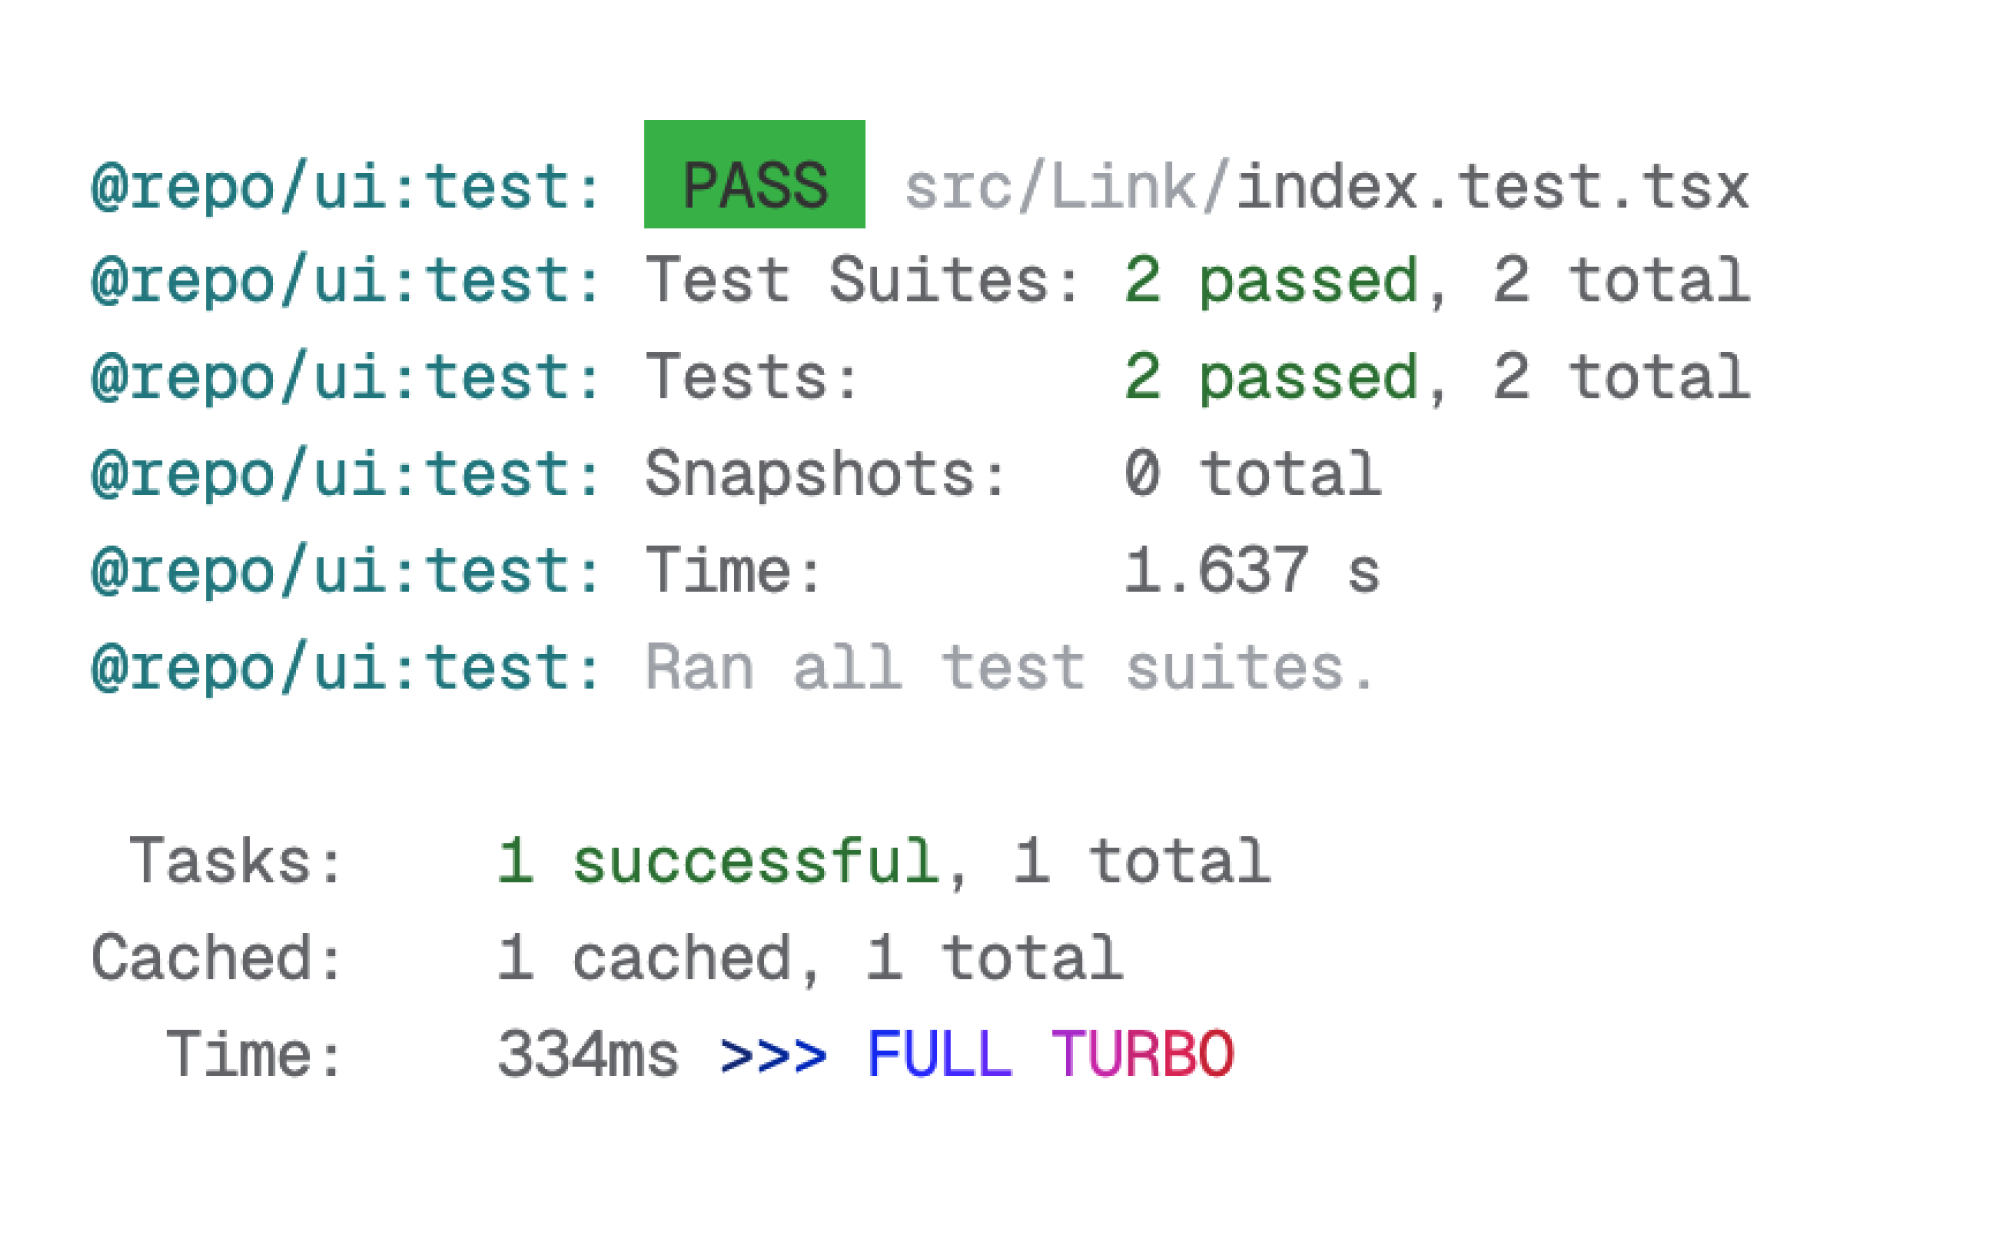 @repo/ui:test: PASS src/Link/index.test.tsx
@repo/ui:test: Test Suites: 2 passed, 2 total
@repo/ui:test: Tests:       2 passed, 2 total
@repo/ui:test: Snapshots:   0 total
@repo/ui:test: Time:        1.637 s
@repo/ui:test: Ran all test suites.
 Tasks:    1 successful, 1 total
Cached:    1 cached, 1 total
  Time:    334ms >>> FULL TURBO